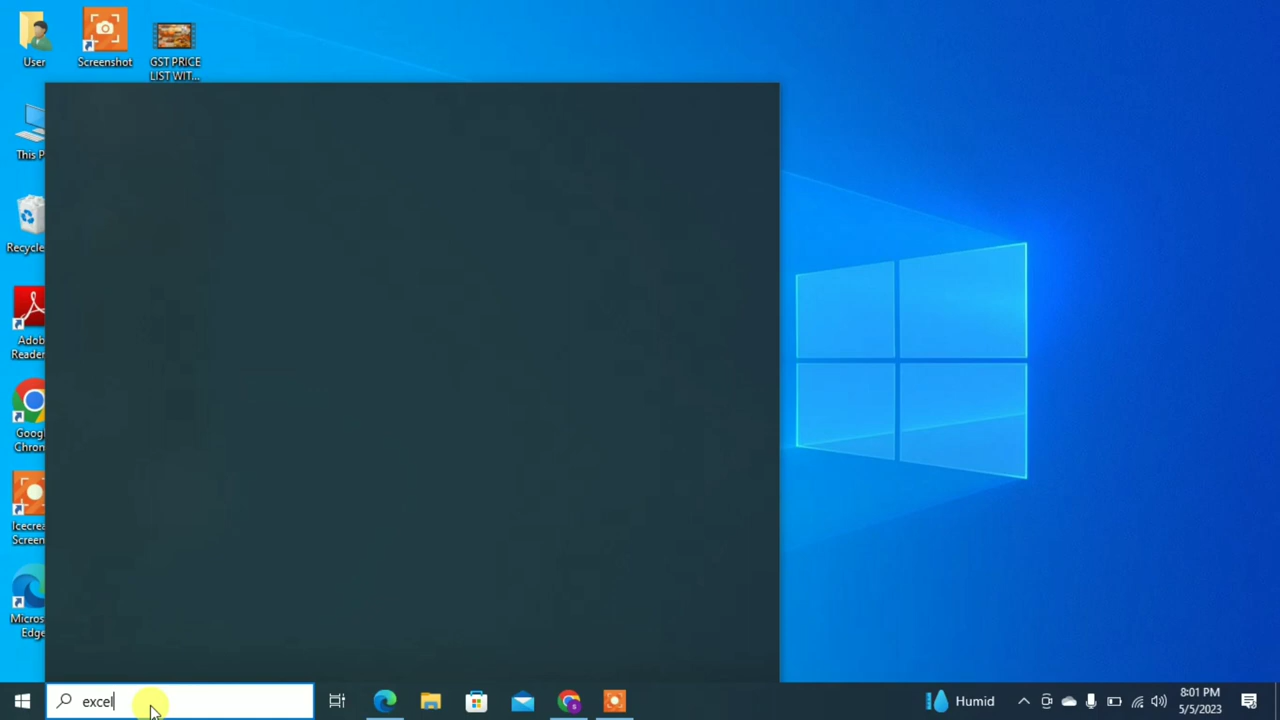 User
Screenshot
GST PRICE
LIST WIT...
This P
Recycle
Adob
Reader
Google
Chron
Icecrea
Screen
Micros
Edge
excel
Humid
8:01 PM
5/5/2023